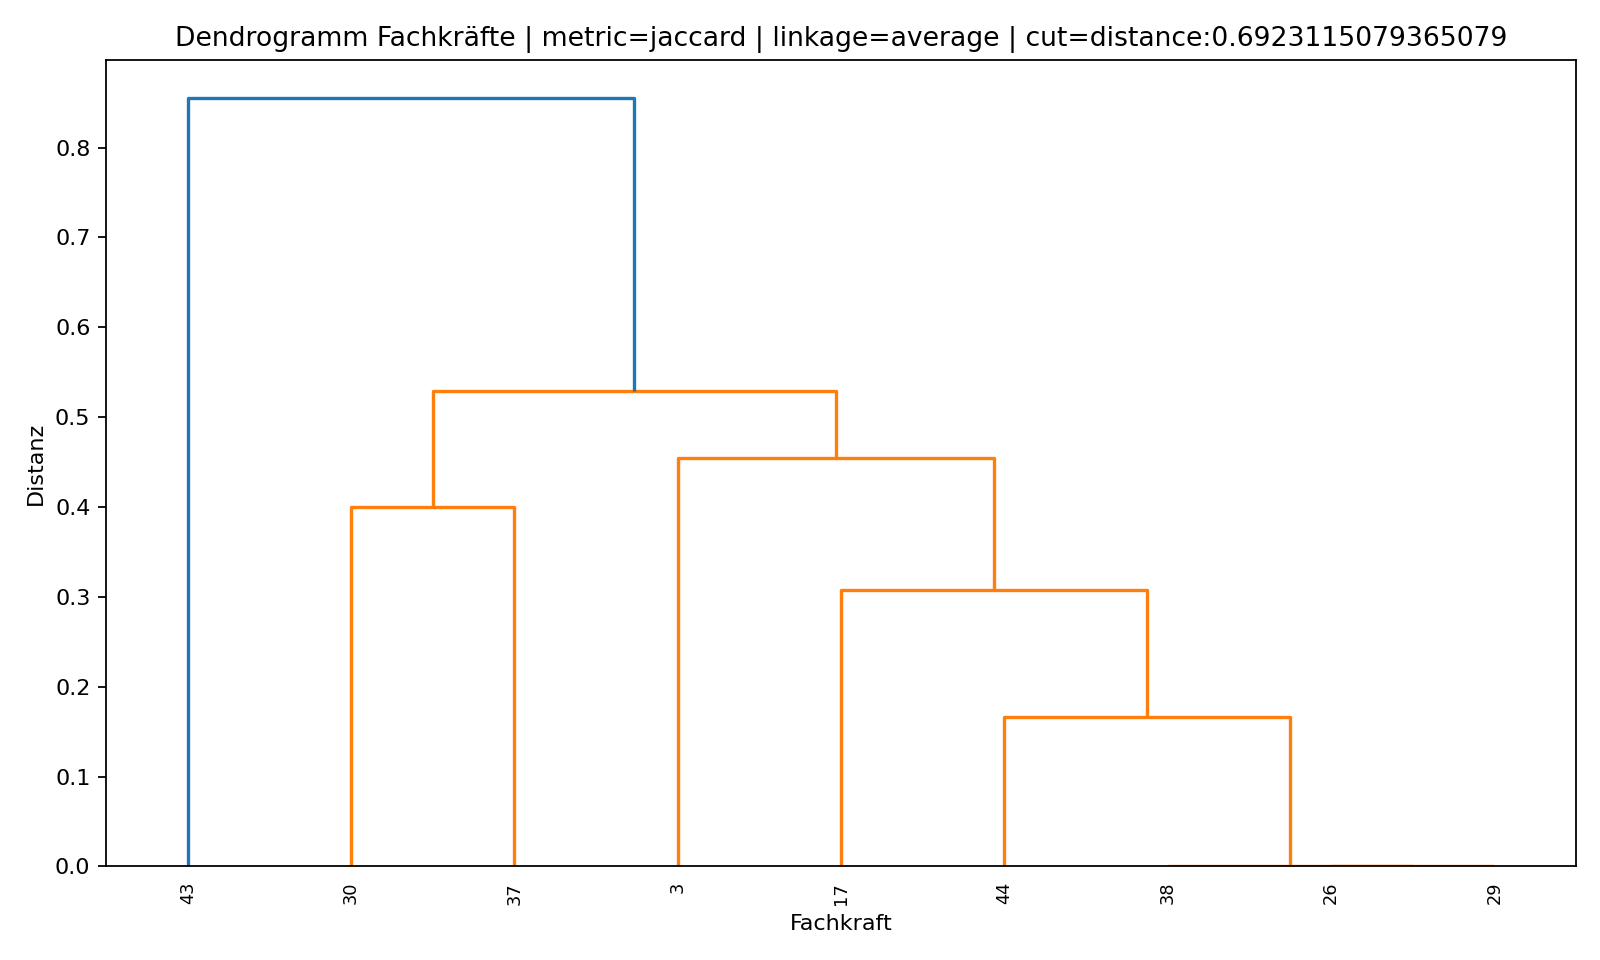 Dendrogramm Fachkräfte | metric=jaccard | linkage=average | cut=distance:0.6923115079365079
0.8
0.7
0.6
0.5
0.4
0.3
0.2
0.1
0.0
Distanz
43 30 37 3 17 44 38 26 29
Fachkraft